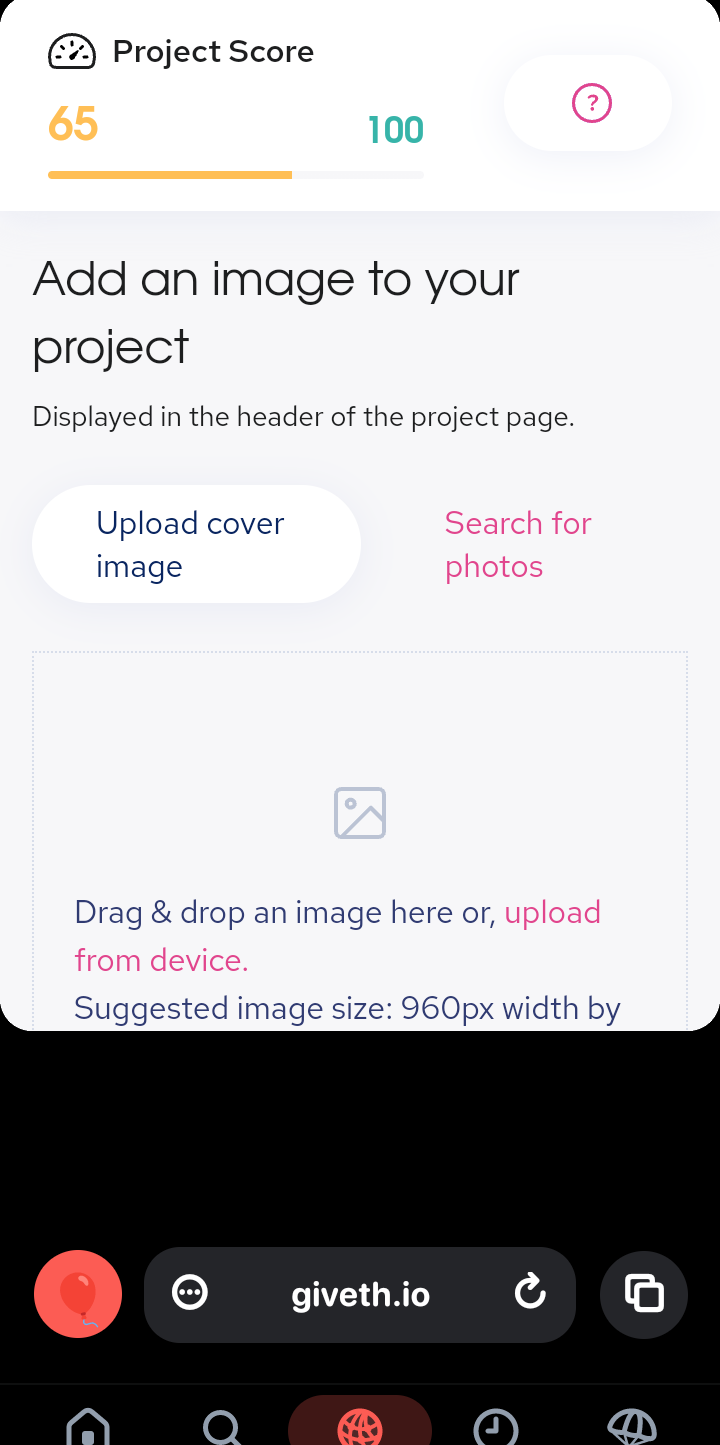 Project Score
65
100
?
Add an image to your
project
Displayed in the header of the project page.
Upload cover
image
Search for
photos
Drag & drop an image here or, upload
from device.
Suggested image size: 960px width by
giveth.io